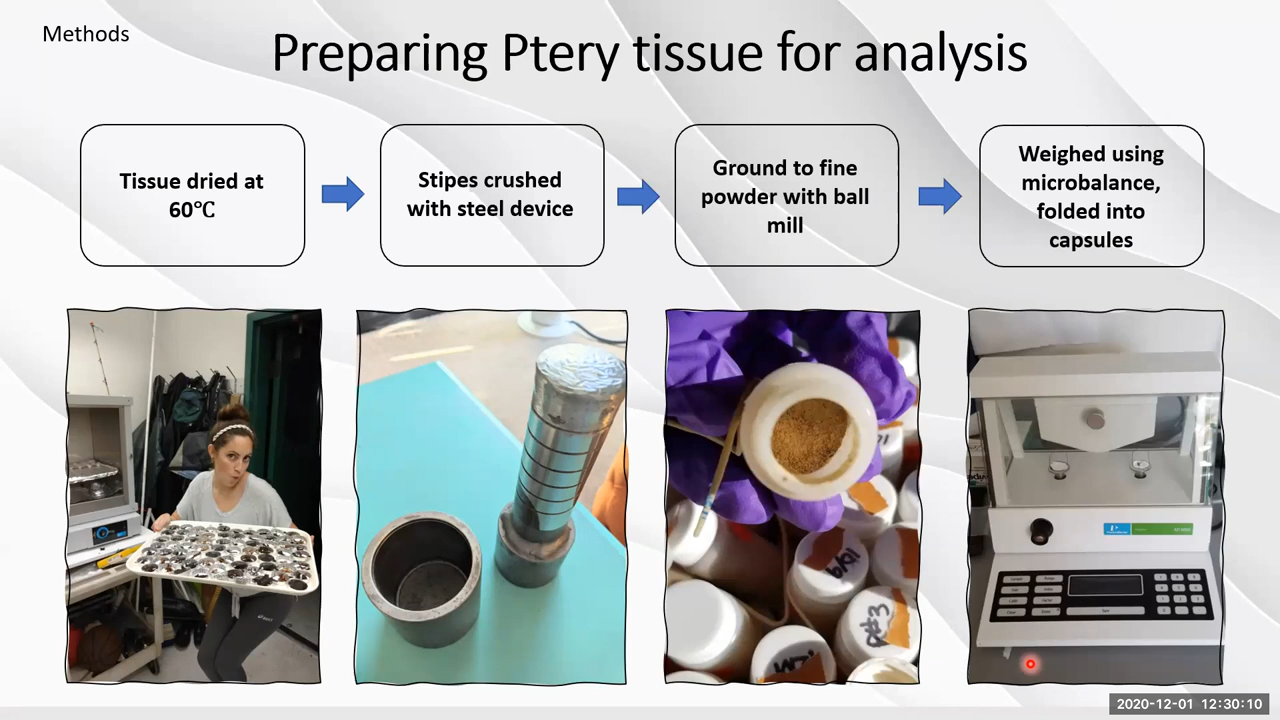 Methods
Preparing Ptery tissue for analysis
Tissue dried at
60℃
Stipes crushed
with steel device
Ground to fine
powder with ball
mill
Weighed using
microbalance,
folded into
capsules
2020-12-01 12:30:10